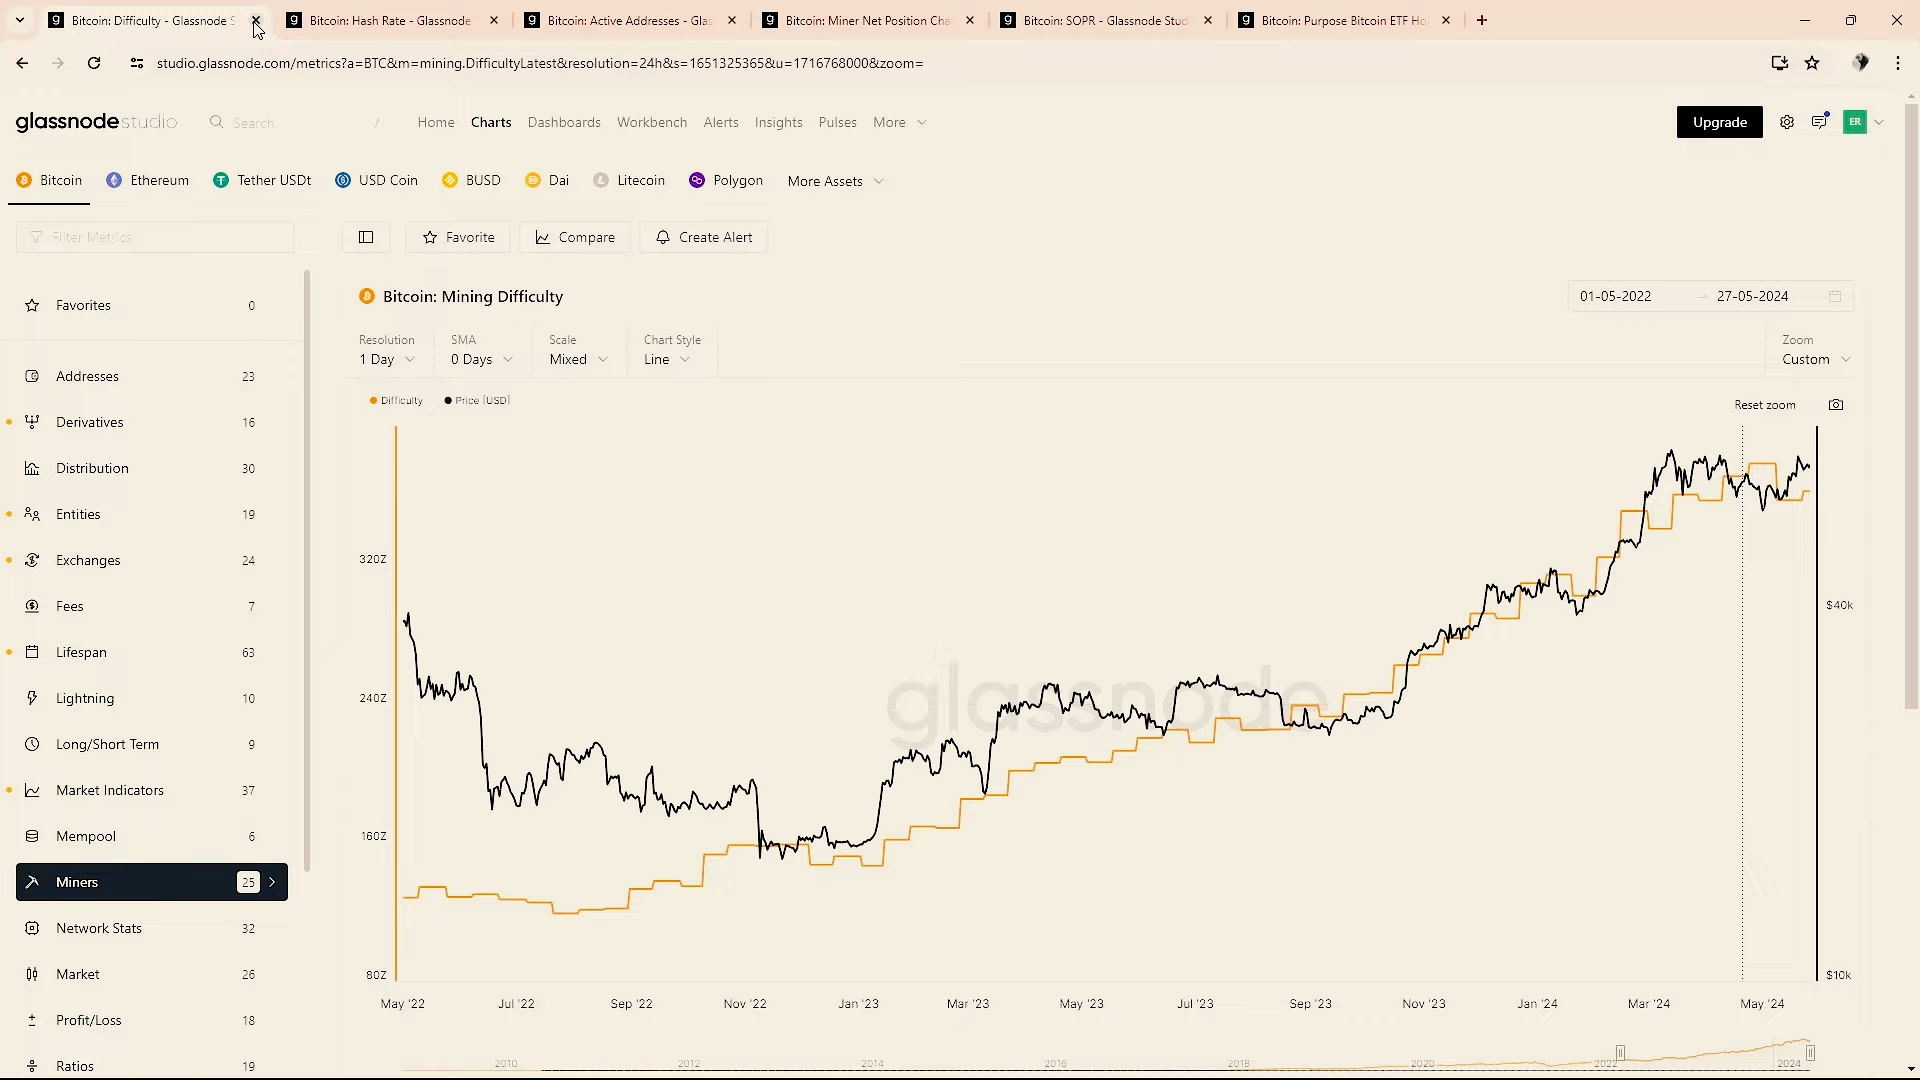 Bitcoin: Difficulty - Glassnode S
Bitcoin: Hash Rate - Glassnode
Bitcoin: Active Addresses - Glas
Bitcoin: Miner Net Position Cha
Bitcoin: SOPR - Glassnode Stud
Bitcoin: Purpose Bitcoin ETF Ho
studio.glassnode.com/metrics?a=BTC&m=mining.DifficultyLatest&resolution=24h&s=1651325365&u=1716768000&zoom=
glassnodestudio
Search
/
Home
Charts
Dashboards
Workbench
Alerts
Insights
Pulses
More
Upgrade
ER
Bitcoin
Ethereum
Tether USDt
USD Coin
BUSD
Dai
Litecoin
Polygon
More Assets
Filter Metrics
Favorite
Compare
Create Alert
Favorites 0
Addresses 23
Derivatives 16
Distribution 30
Entities 19
Exchanges 24
Fees 7
Lifespan 63
Lightning 10
Long/Short Term 9
Market Indicators 37
Mempool 6
Miners 25
Network Stats 32
Market 26
Profit/Loss 18
Ratios 19
Bitcoin: Mining Difficulty
01-05-2022 → 27-05-2024
Resolution
1 Day
SMA
0 Days
Scale
Mixed
Chart Style
Line
Zoom
Custom
Difficulty
Price [USD]
Reset zoom
320Z
240Z
160Z
80Z
$40k
$10k
glassnode
May '22
Jul '22
Sep '22
Nov '22
Jan '23
Mar '23
May '23
Jul '23
Sep '23
Nov '23
Jan '24
Mar '24
May '24
2010
2012
2014
2016
2018
2020
2022
2024